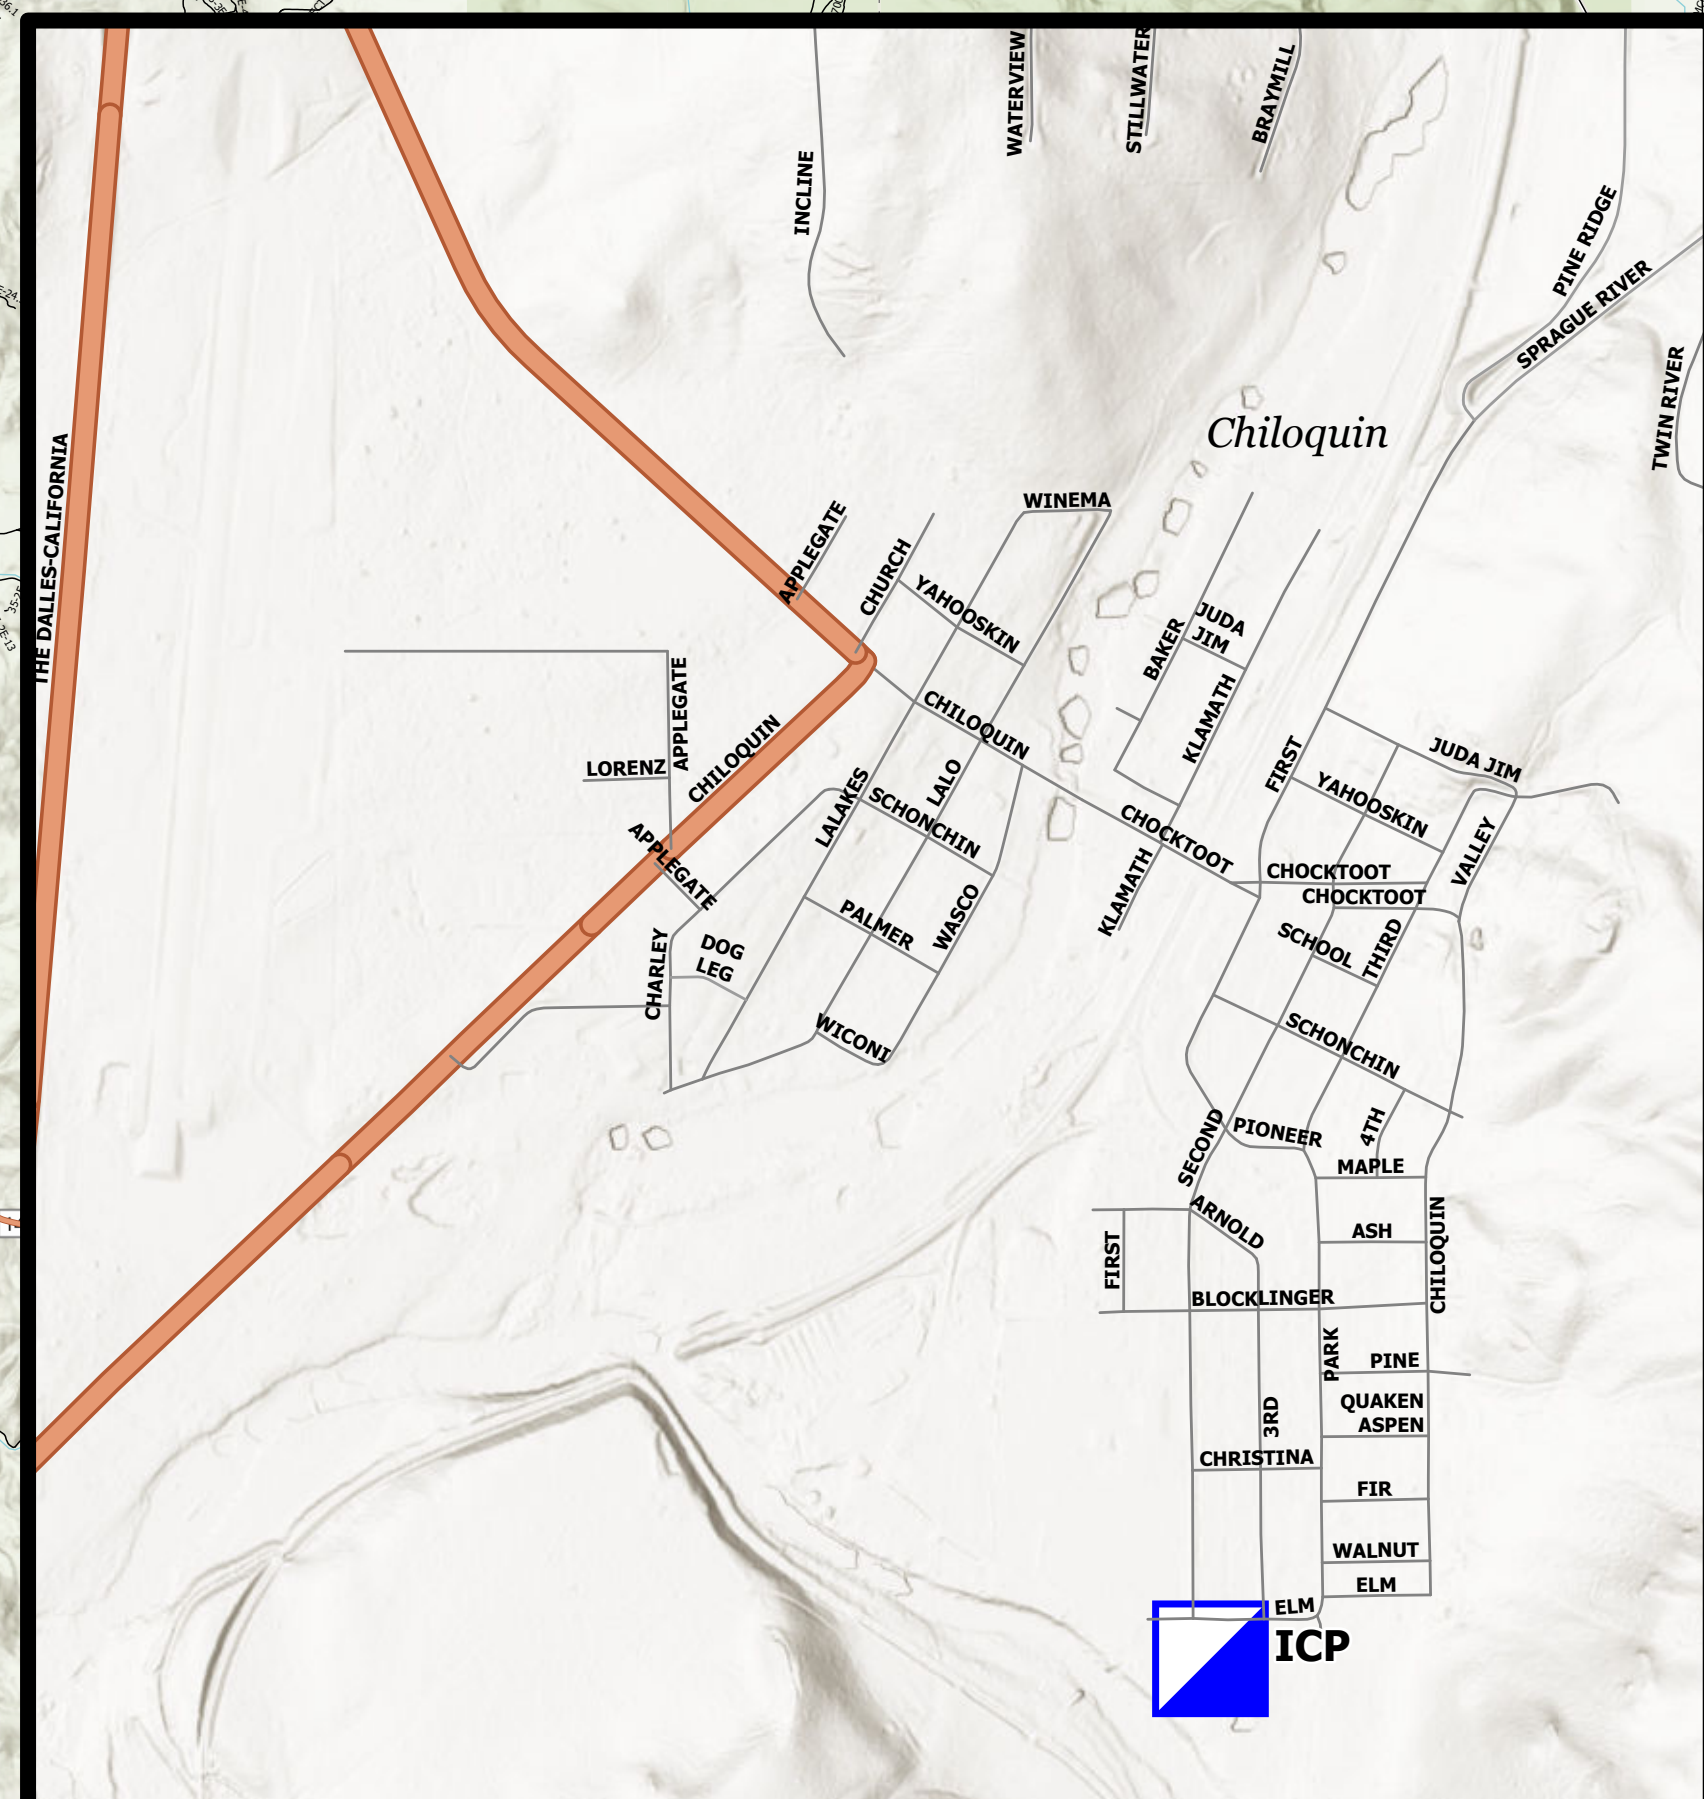 WATERVIEW
STILLWATER
BRAYMILL
INCLINE
PINE RIDGE
SPRAGUE RIVER
TWIN RIVER
Chiloquin
THE DALLES-CALIFORNIA
WINEMA
APPLEGATE
CHURCH
YAHOOSKIN
BAKER
JUDA
JIM
KLAMATH
APPLEGATE
LORENZ
CHILOQUIN
CHILOQUIN
LALAKES
LALO
SCHONCHIN
CHOCKTOOT
FIRST
JUDA JIM
YAHOOSKIN
VALLEY
APPLEGATE
CHOCKTOOT
CHOCKTOOT
KLAMATH
PALMER
WASCO
SCHOOL
THIRD
CHARLEY
DOG
LEG
WICONI
SCHONCHIN
SECOND
PIONEER
4TH
MAPLE
ARNOLD
FIRST
ASH
CHILOQUIN
BLOCKLINGER
PARK
PINE
3RD
QUAKEN
ASPEN
CHRISTINA
FIR
WALNUT
ELM
ELM
ICP